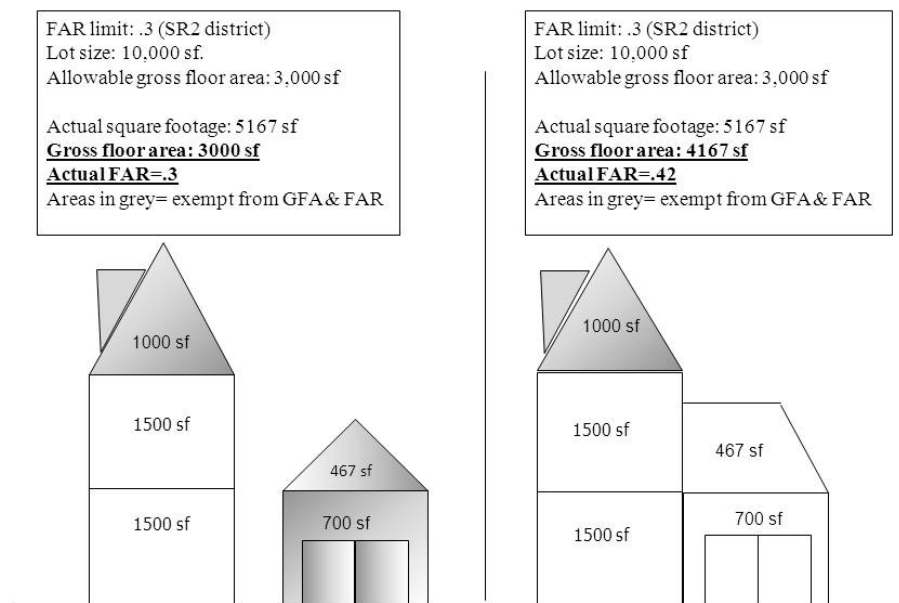 FAR limit: .3 (SR2 district)
Lot size: 10,000 sf.
Allowable gross floor area: 3,000 sf
Actual square footage: 5167 sf
Gross floor area: 3000 sf
Actual FAR=.3
Areas in grey= exempt from GFA & FAR
1000 sf
1500 sf
467 sf
1500 sf
700 sf
FAR limit: .3 (SR2 district)
Lot size: 10,000 sf
Allowable gross floor area: 3,000 sf
Actual square footage: 5167 sf
Gross floor area: 4167 sf
Actual FAR=.42
Areas in grey= exempt from GFA & FAR
1000 sf
1500 sf
467 sf
700 sf
1500 sf